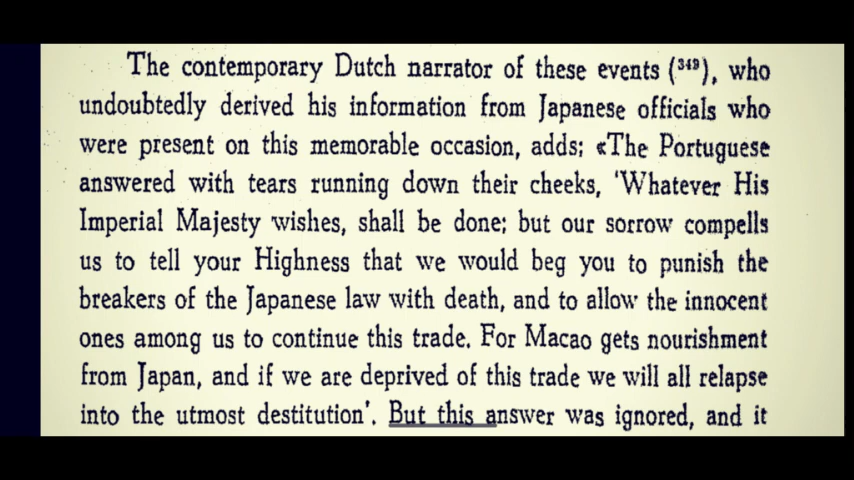 The contemporary Dutch narrator of these events (³⁴⁹), who
undoubtedly derived his information from Japanese officials who
were present on this memorable occasion, adds: «The Portuguese
answered with tears running down their cheeks, 'Whatever His
Imperial Majesty wishes, shall be done; but our sorrow compells
us to tell your Highness that we would beg you to punish the
breakers of the Japanese law with death, and to allow the innocent
ones among us to continue this trade. For Macao gets nourishment
from Japan, and if we are deprived of this trade we will all relapse
into the utmost destitution'. But this answer was ignored, and it